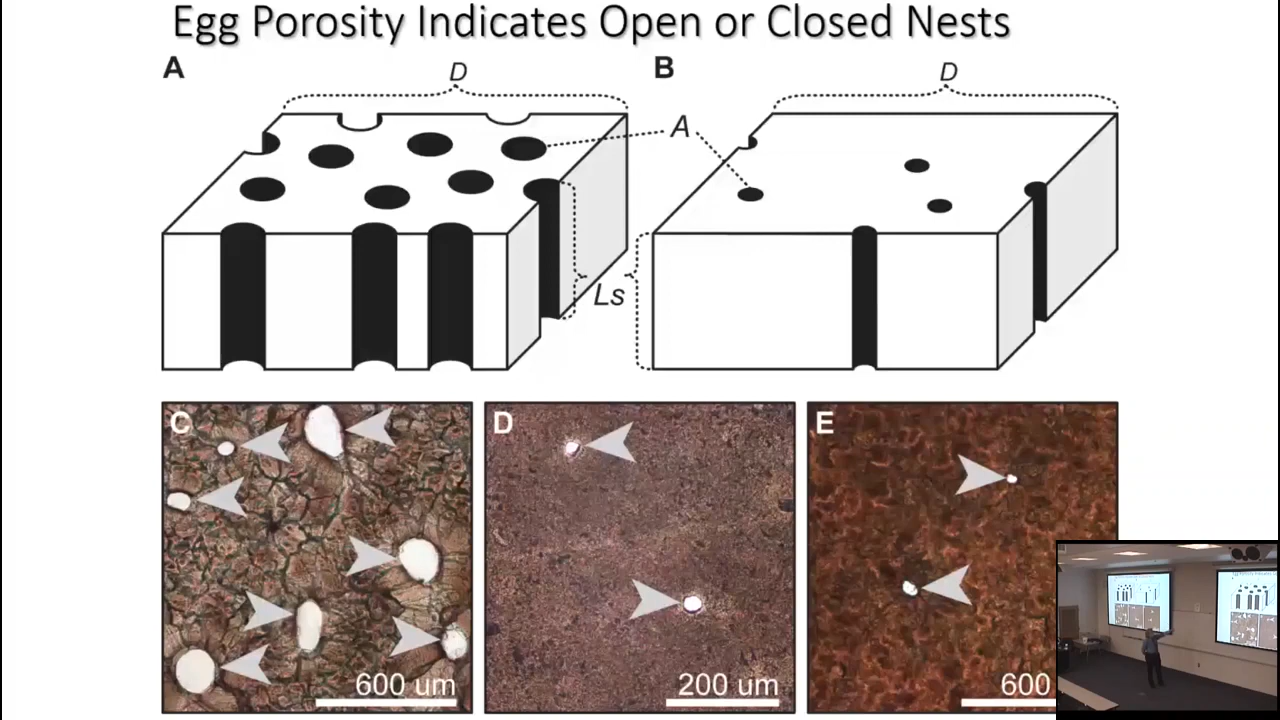 Egg Porosity Indicates Open or Closed Nests
A
D
B
D
A
Ls
C
D
E
600 um
200 um
600